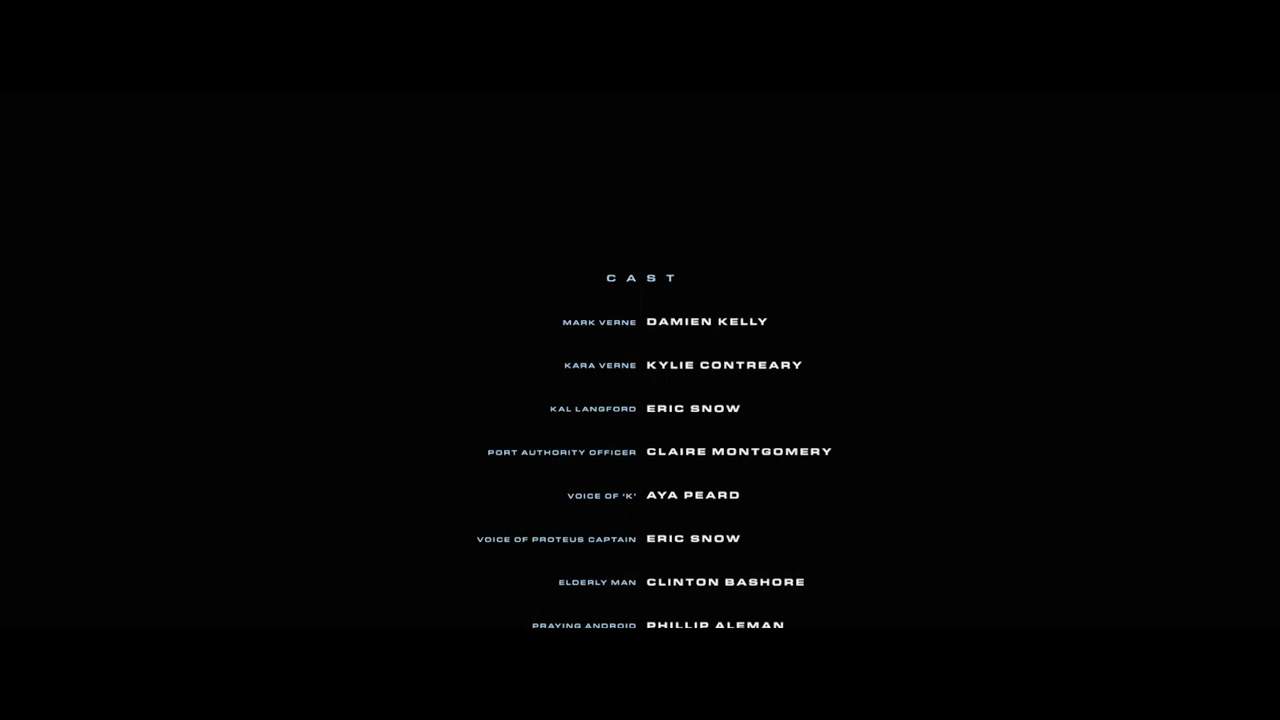 CAST
MARK VERNE DAMIEN KELLY
KARA VERNE KYLIE CONTREARY
KAL LANGFORD ERIC SNOW
PORT AUTHORITY OFFICER CLAIRE MONTGOMERY
VOICE OF 'K' AYA PEARD
VOICE OF PROTEUS CAPTAIN ERIC SNOW
ELDERLY MAN CLINTON BASHORE
PRAYING ANDROID PHILLIP ALEMAN